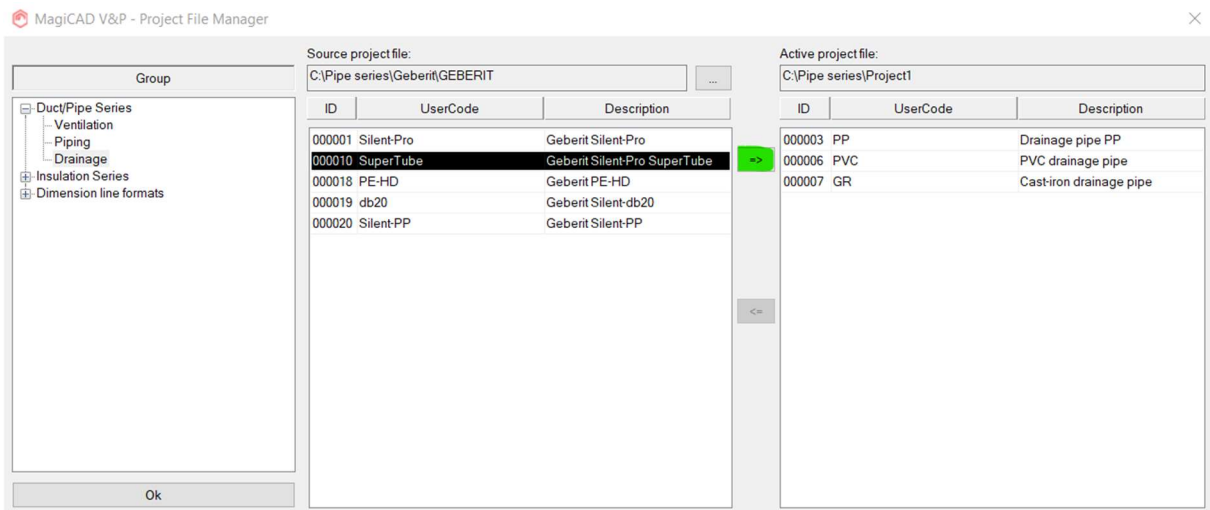 MagiCAD V&P - Project File Manager
Source project file:
Active project file:
Group
C:\Pipe series\Geberit\GEBERIT
...
C:\Pipe series\Project1
Duct/Pipe Series
Ventilation
Piping
Drainage
Insulation Series
Dimension line formats
ID UserCode Description
000001 Silent-Pro Geberit Silent-Pro
000010 SuperTube Geberit Silent-Pro SuperTube
000018 PE-HD Geberit PE-HD
000019 db20 Geberit Silent-db20
000020 Silent-PP Geberit Silent-PP
=>
<=
ID UserCode Description
000003 PP Drainage pipe PP
000006 PVC PVC drainage pipe
000007 GR Cast-iron drainage pipe
Ok